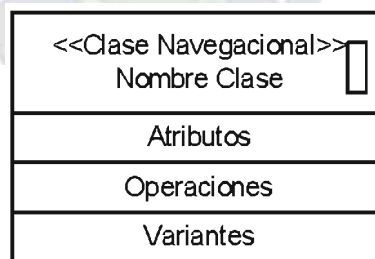 <<Clase Navegacional>>
Nombre Clase
Atributos
Operaciones
Variantes